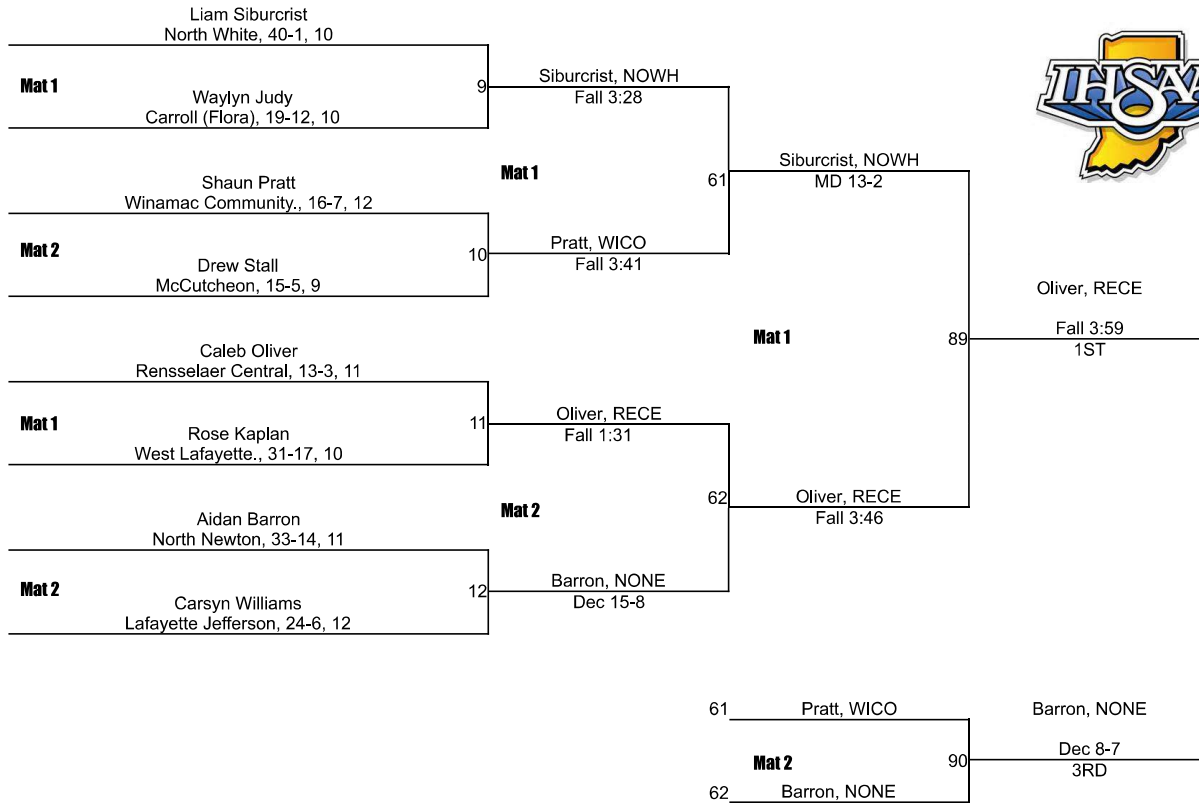 Liam Siburcrist
North White, 40-1, 10
Mat 1
9
Waylyn Judy
Carroll (Flora), 19-12, 10
Siburcrist, NOWH
Fall 3:28
Shaun Pratt
Winamac Community., 16-7, 12
Mat 2
10
Drew Stall
McCutcheon, 15-5, 9
Pratt, WICO
Fall 3:41
Mat 1
61
Siburcrist, NOWH
MD 13-2
Caleb Oliver
Rensselaer Central, 13-3, 11
Mat 1
11
Rose Kaplan
West Lafayette., 31-17, 10
Oliver, RECE
Fall 1:31
Aidan Barron
North Newton, 33-14, 11
Mat 2
12
Carsyn Williams
Lafayette Jefferson, 24-6, 12
Barron, NONE
Dec 15-8
Mat 2
62
Oliver, RECE
Fall 3:46
Mat 1
89
Oliver, RECE
Fall 3:59
1ST
61
Pratt, WICO
Mat 2
90
62
Barron, NONE
Barron, NONE
Dec 8-7
3RD
IHSAA